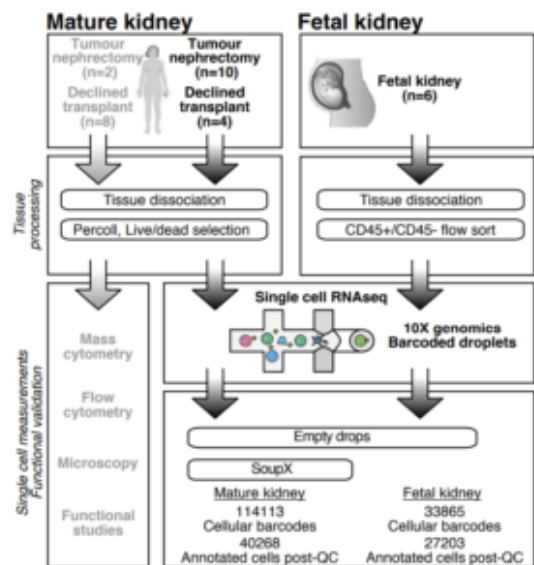 Mature kidney
Fetal kidney
Tumour
nephrectomy
(n=2)
Declined
transplant
(n=8)
Tumour
nephrectomy
(n=10)
Declined
transplant
(n=4)
Fetal kidney
(n=6)
Tissue
processing
Tissue dissociation
Percoll, Live/dead selection
Tissue dissociation
CD45+/CD45- flow sort
Single cell measurements
Functional validation
Mass
cytometry
Flow
cytometry
Microscopy
Functional
studies
Single cell RNAseq
10X genomics
Barcoded droplets
Empty drops
SoupX
Mature kidney
114113
Cellular barcodes
40268
Annotated cells post-QC
Fetal kidney
33865
Cellular barcodes
27203
Annotated cells post-QC